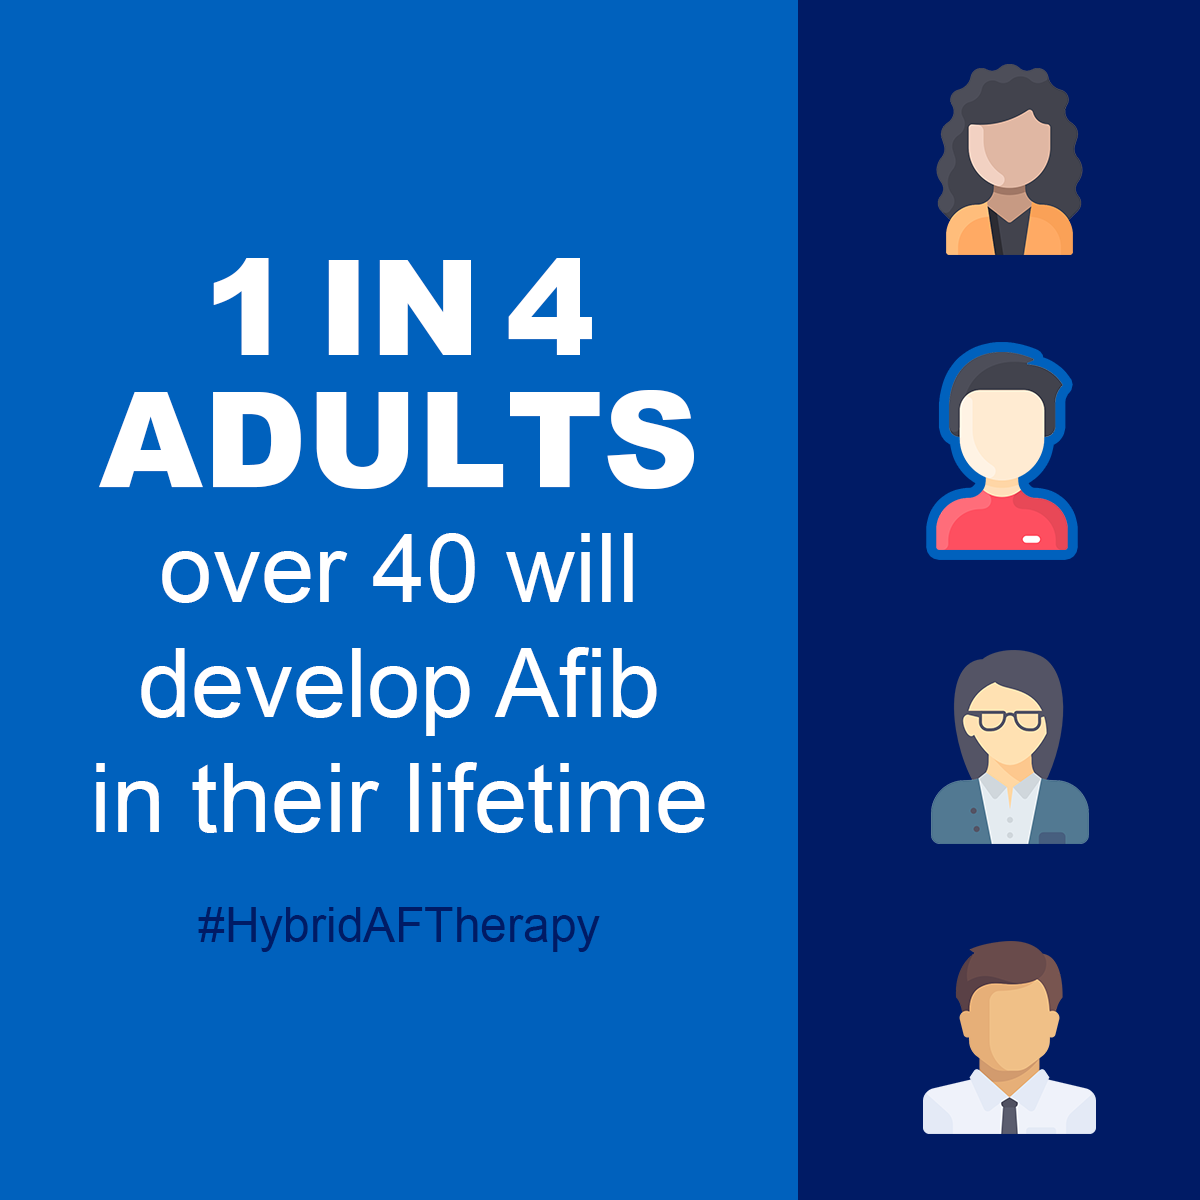 1 IN 4
ADULTS
over 40 will
develop Afib
in their lifetime
#HybridAFTherapy